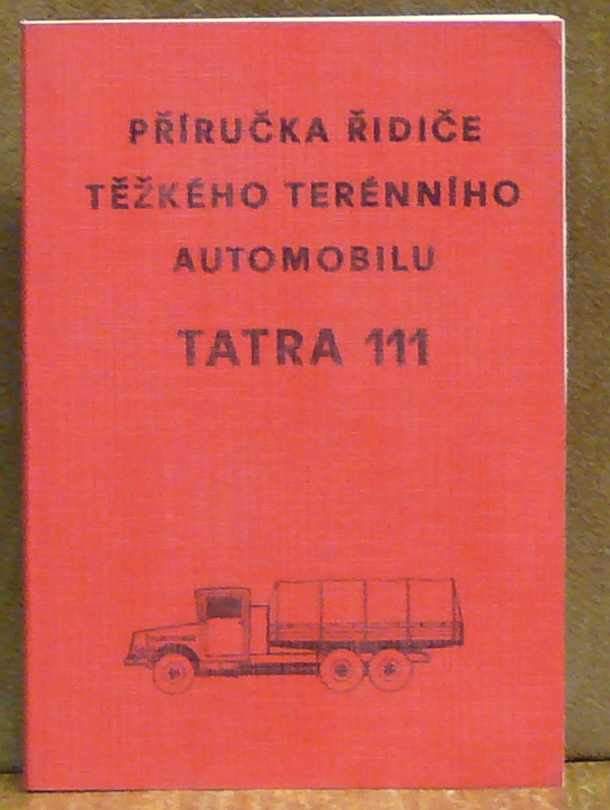 PŘÍRUČKA ŘIDIČE
TĚŽKÉHO TERÉNNÍHO
AUTOMOBILU
TATRA 111